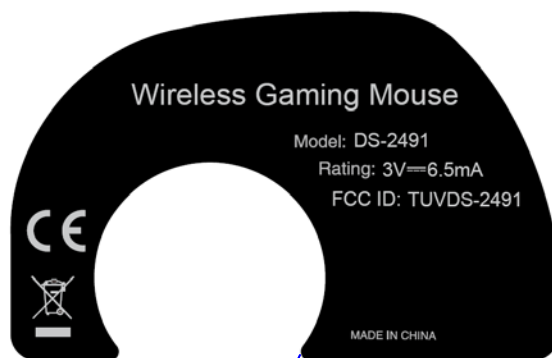 Wireless Gaming Mouse
Model: DS-2491
Rating: 3V⎓6.5mA
FCC ID: TUVDS-2491
CE
MADE IN CHINA